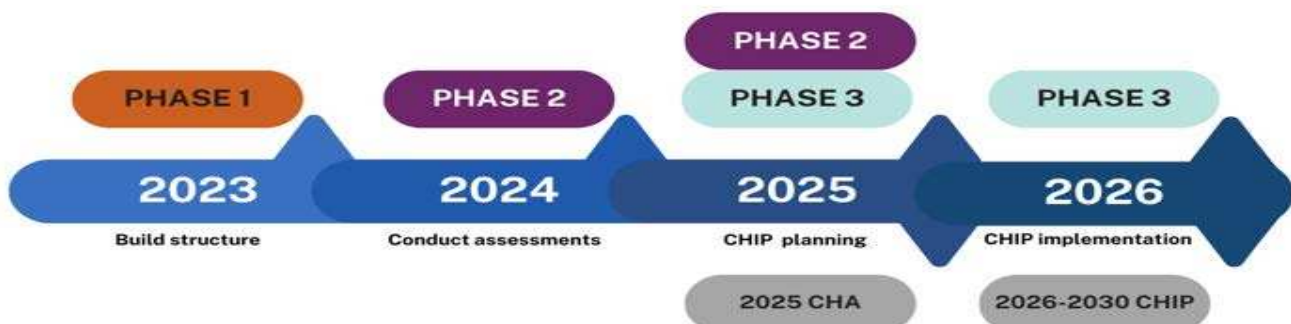 PHASE 2
PHASE 1
PHASE 2
PHASE 3
PHASE 3
2023
2024
2025
2026
Build structure
Conduct assessments
CHIP planning
CHIP implementation
2025 CHA
2026-2030 CHIP